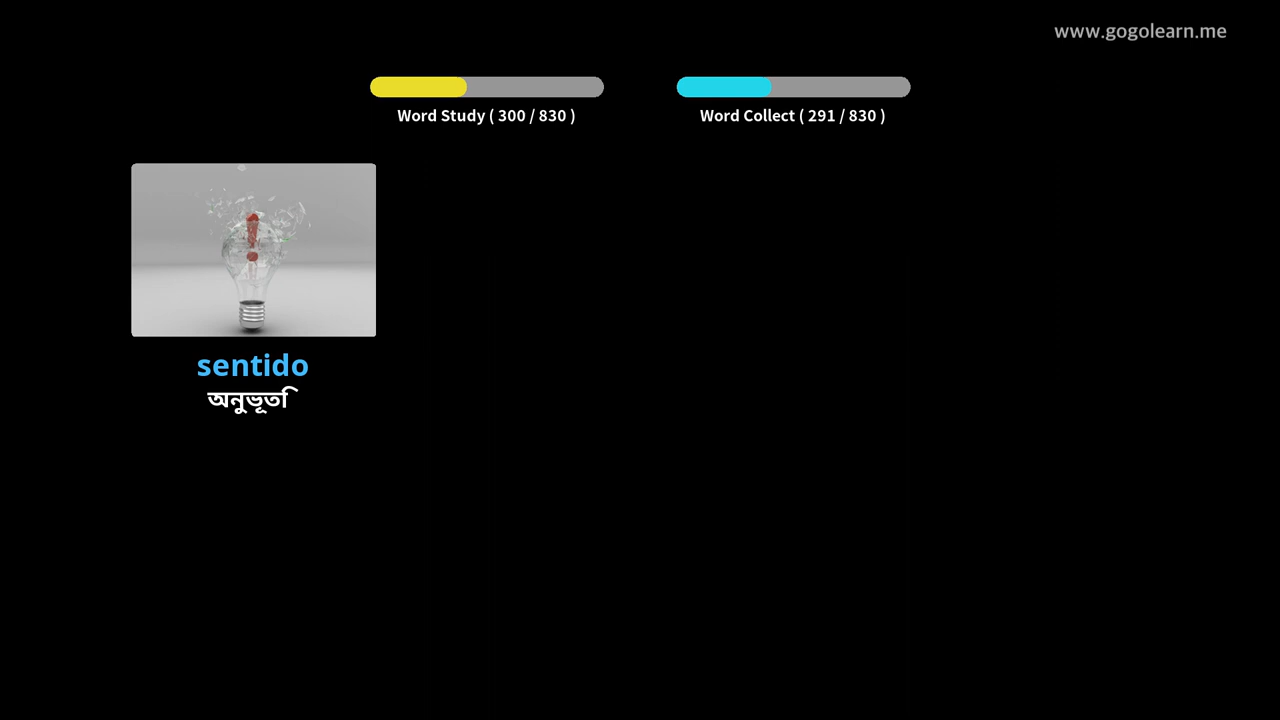 www.gogolearn.me
Word Study ( 300 / 830 )
Word Collect ( 291 / 830 )
sentido
অনুভূতি